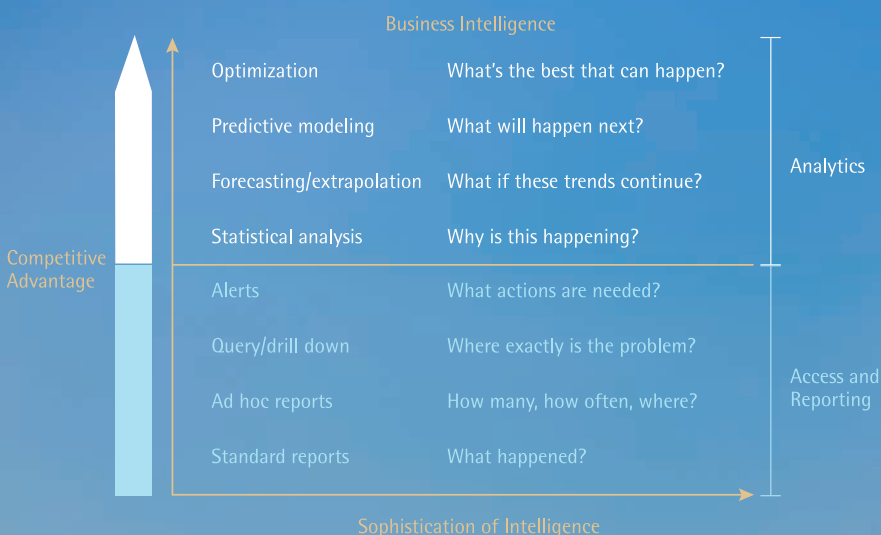 Business Intelligence
Optimization What's the best that can happen?
Predictive modeling What will happen next?
Forecasting/extrapolation What if these trends continue?
Statistical analysis Why is this happening?
Analytics
Competitive
Advantage
Alerts What actions are needed?
Query/drill down Where exactly is the problem?
Ad hoc reports How many, how often, where?
Standard reports What happened?
Access and
Reporting
Sophistication of Intelligence